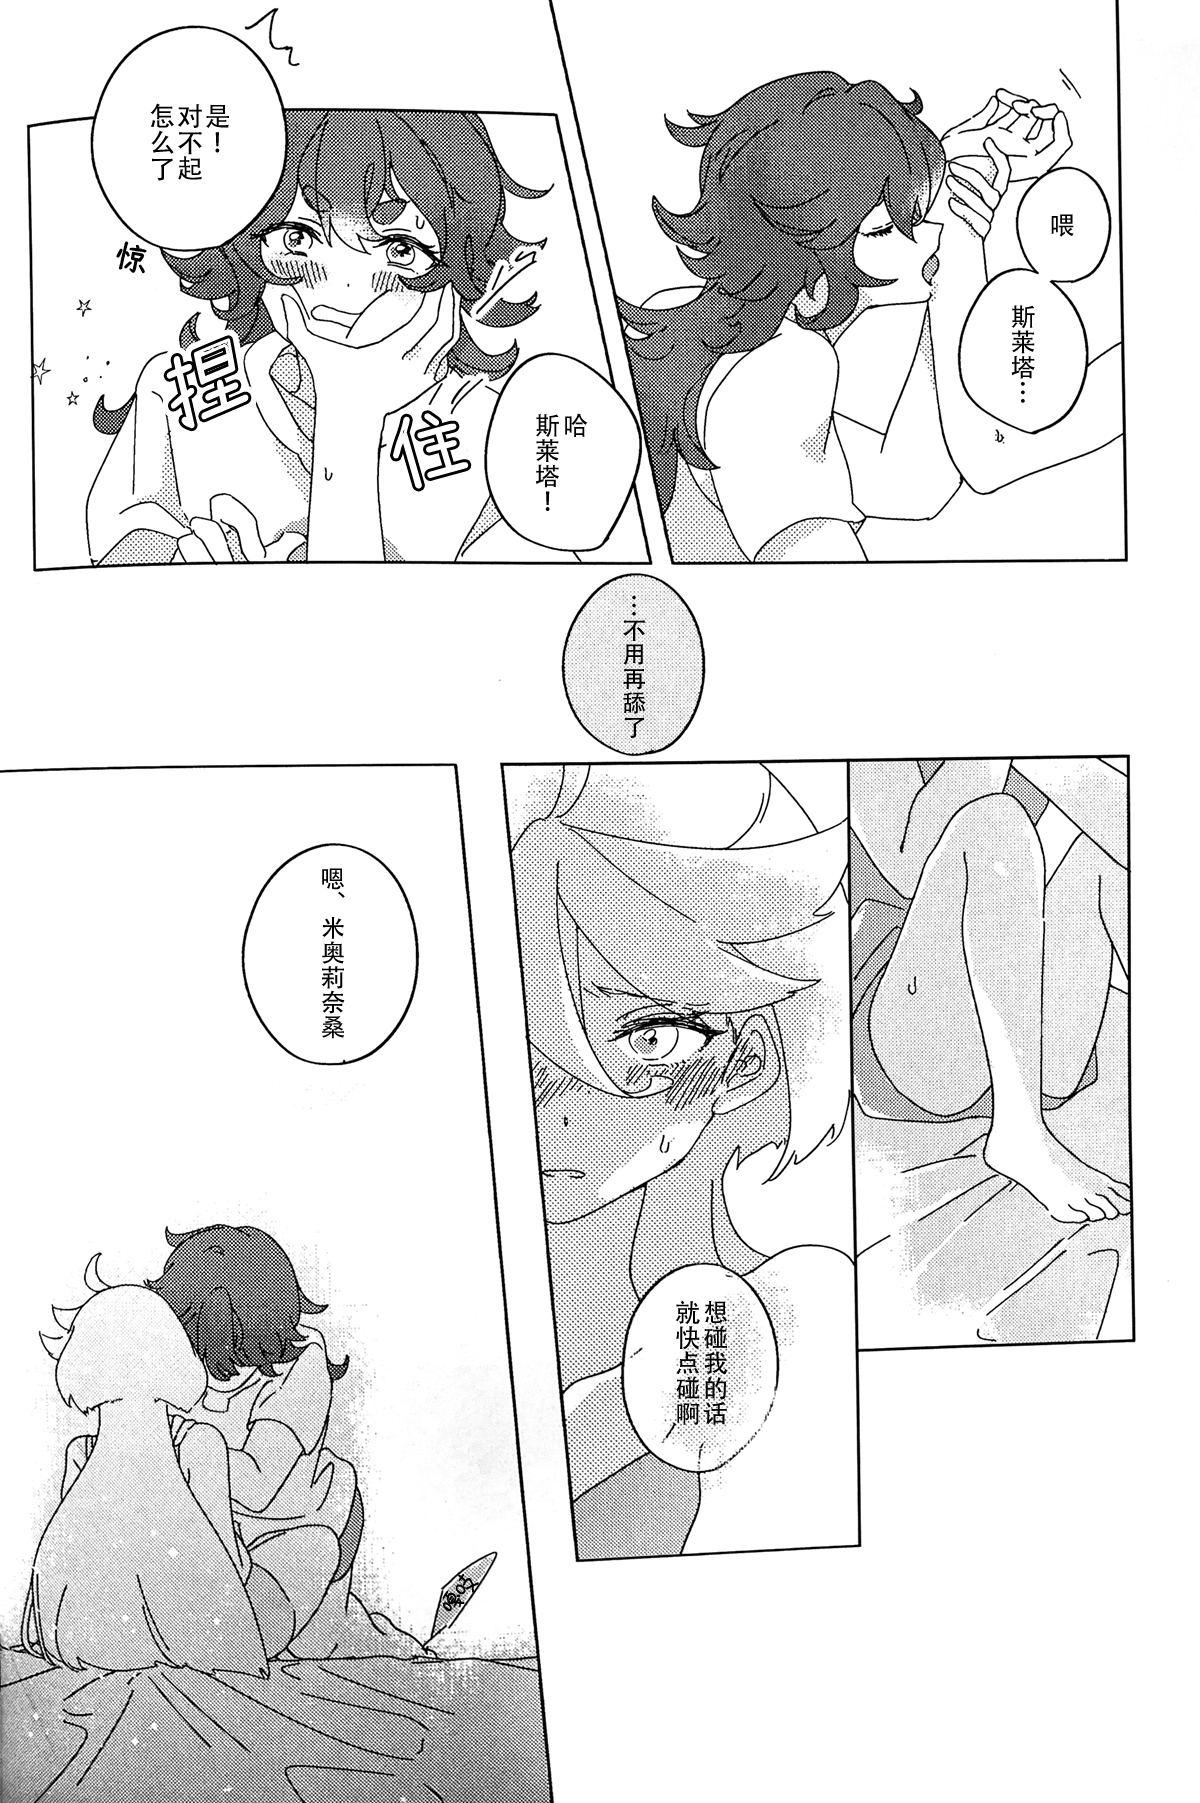 喂
斯莱塔…
哈
斯莱塔！
捏住
惊
是！
对不起
怎么了
…不用再舔了
想碰我的话
就快点碰啊
嗯、米奥莉奈桑
嘎吱